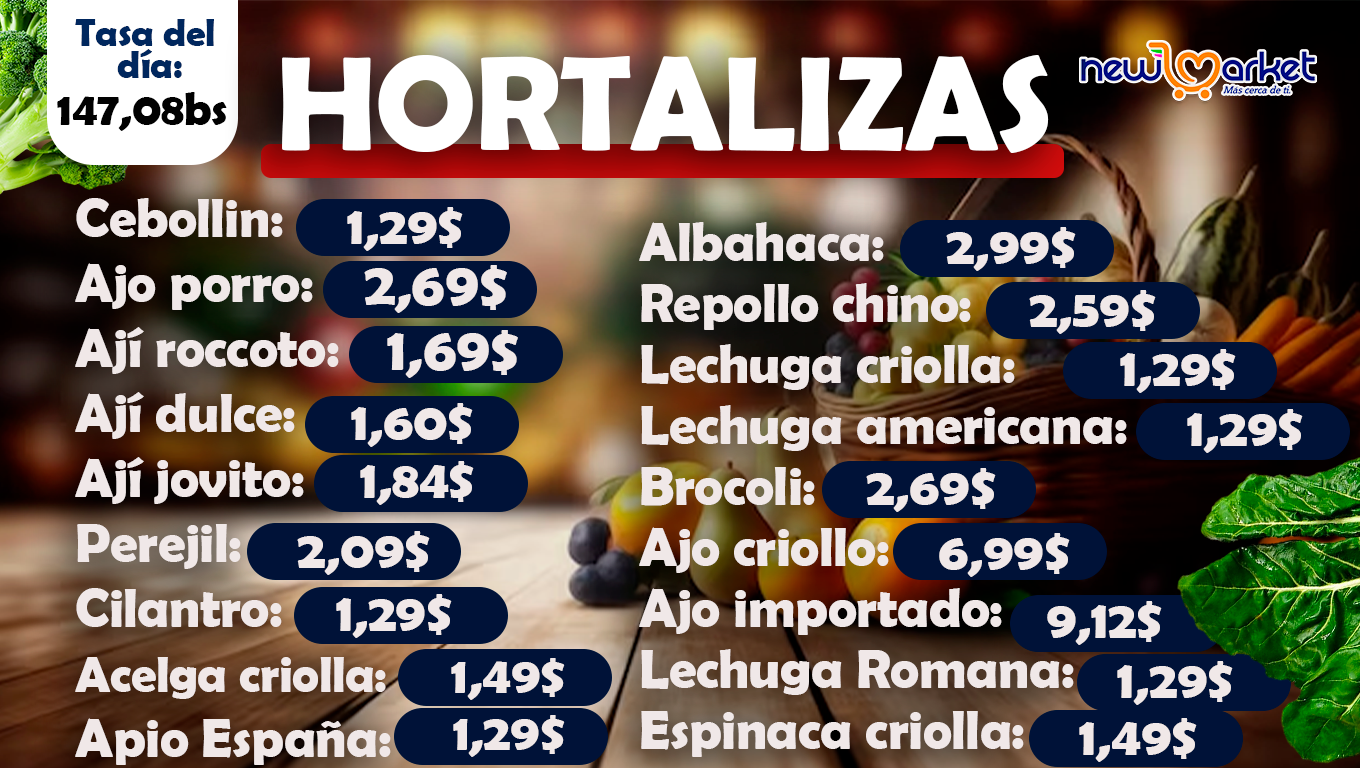 Tasa del
día:
147,08bs
HORTALIZAS
new market
Más cerca de ti.
Cebollin: 1,29$
Ajo porro: 2,69$
Ají roccoto: 1,69$
Ají dulce: 1,60$
Ají jovito: 1,84$
Perejil: 2,09$
Cilantro: 1,29$
Acelga criolla: 1,49$
Apio España: 1,29$
Albahaca: 2,99$
Repollo chino: 2,59$
Lechuga criolla: 1,29$
Lechuga americana: 1,29$
Brocoli: 2,69$
Ajo criollo: 6,99$
Ajo importado: 9,12$
Lechuga Romana: 1,29$
Espinaca criolla: 1,49$